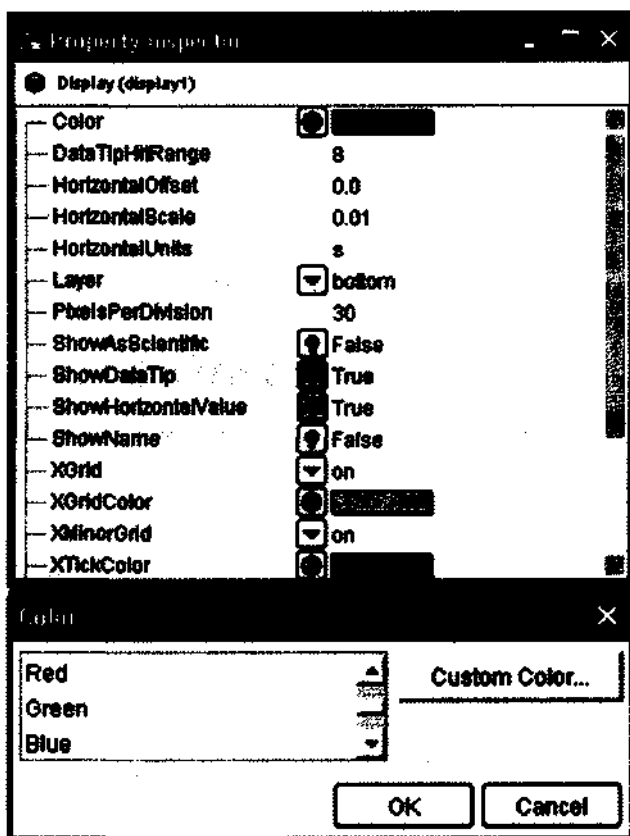 Property Inspector
Display (display1)
Color
DataTipHitRange 8
HorizontalOffset 0.0
HorizontalScale 0.01
HorizontalUnits s
Layer bottom
PixelsPerDivision 30
ShowAsScientific False
ShowDataTip True
ShowHorizontalValue True
ShowName False
XGrid on
XGridColor
XMinorGrid on
XTickColor
Color
Red
Green
Blue
Custom Color...
OK Cancel